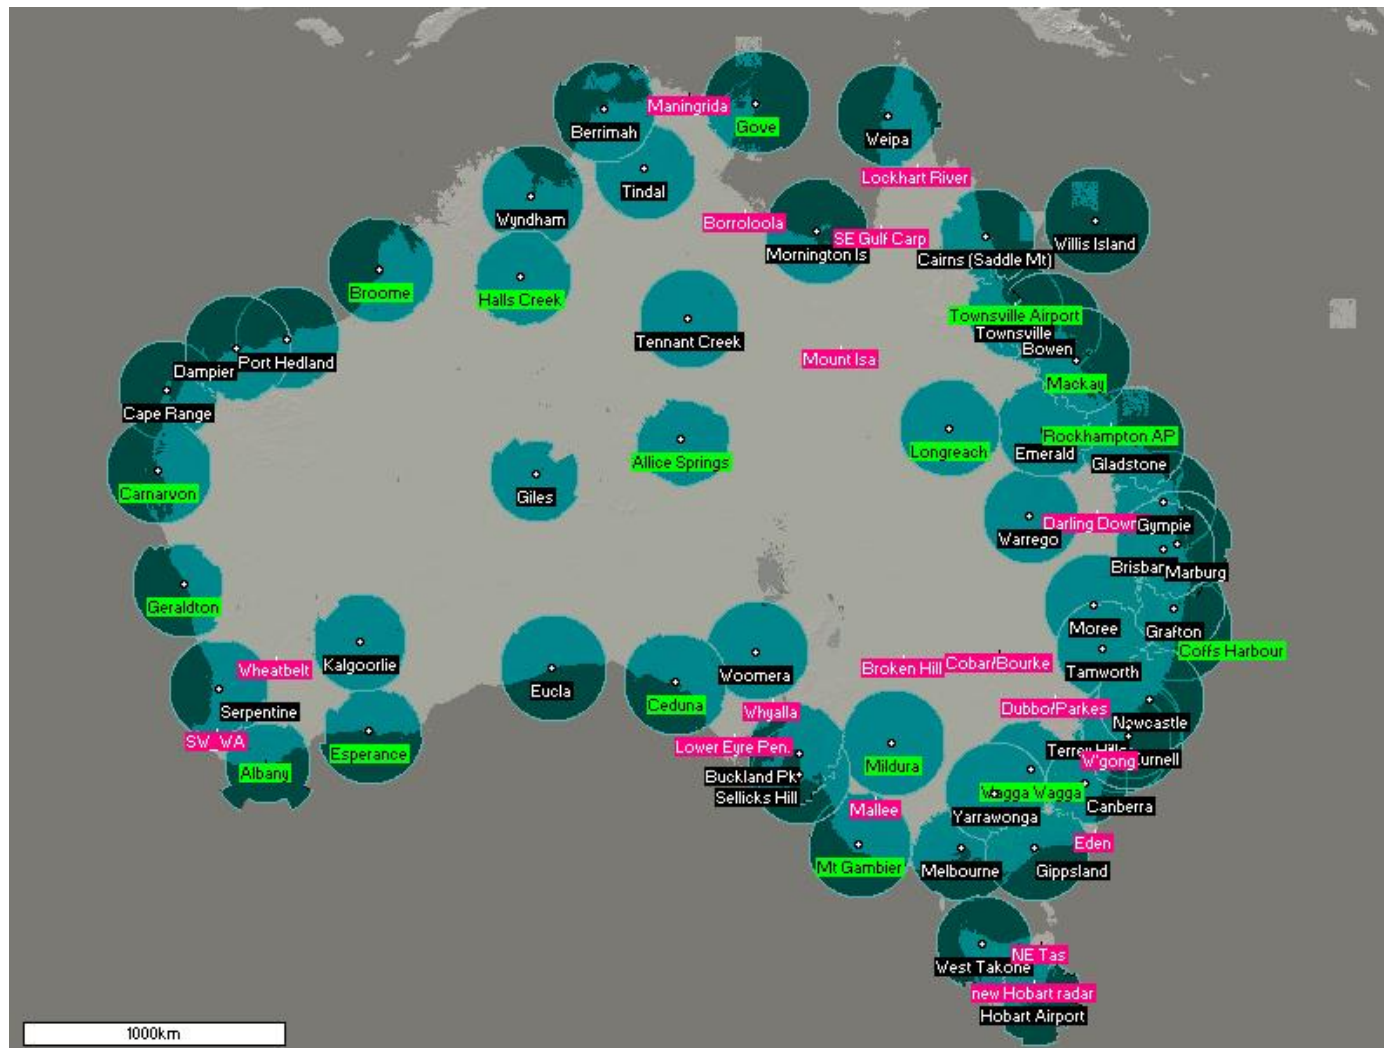 Maningrida
Berrimah
Gove
Weipa
Tindal
Lockhart River
Wyndham
Borroloola
SE Gulf Carp
Willis Island
Mornington Is
Cairns (Saddle Mt)
Broome
Halls Creek
Townsville Airport
Townsville
Tennant Creek
Bowen
Mount Isa
Port Hedland
Dampier
Mackay
Cape Range
Rockhampton AP
Longreach
Emerald
Allice Springs
Gladstone
Carnarvon
Giles
Darling Down
Gympie
Warrego
Brisban
Marburg
Geraldton
Moree
Grafton
Coffs Harbour
Kalgoorlie
Wheatbelt
Broken Hill
Cobar/Bourke
Tamworth
Eucla
Woomera
Ceduna
Serpentine
Whyalla
Dubbo/Parkes
Newcastle
SW_WA
Lower Eyre Pen.
Terrey Hills
W'gong
urnell
Esperance
Albany
Mildura
Buckland Pk
Sellicks Hill
Wagga Wagga
Canberra
Mallee
Yarrawonga
Eden
Mt Gambier
Melbourne
Gippsland
NE Tas
West Takone
new Hobart radar
Hobart Airport
1000km